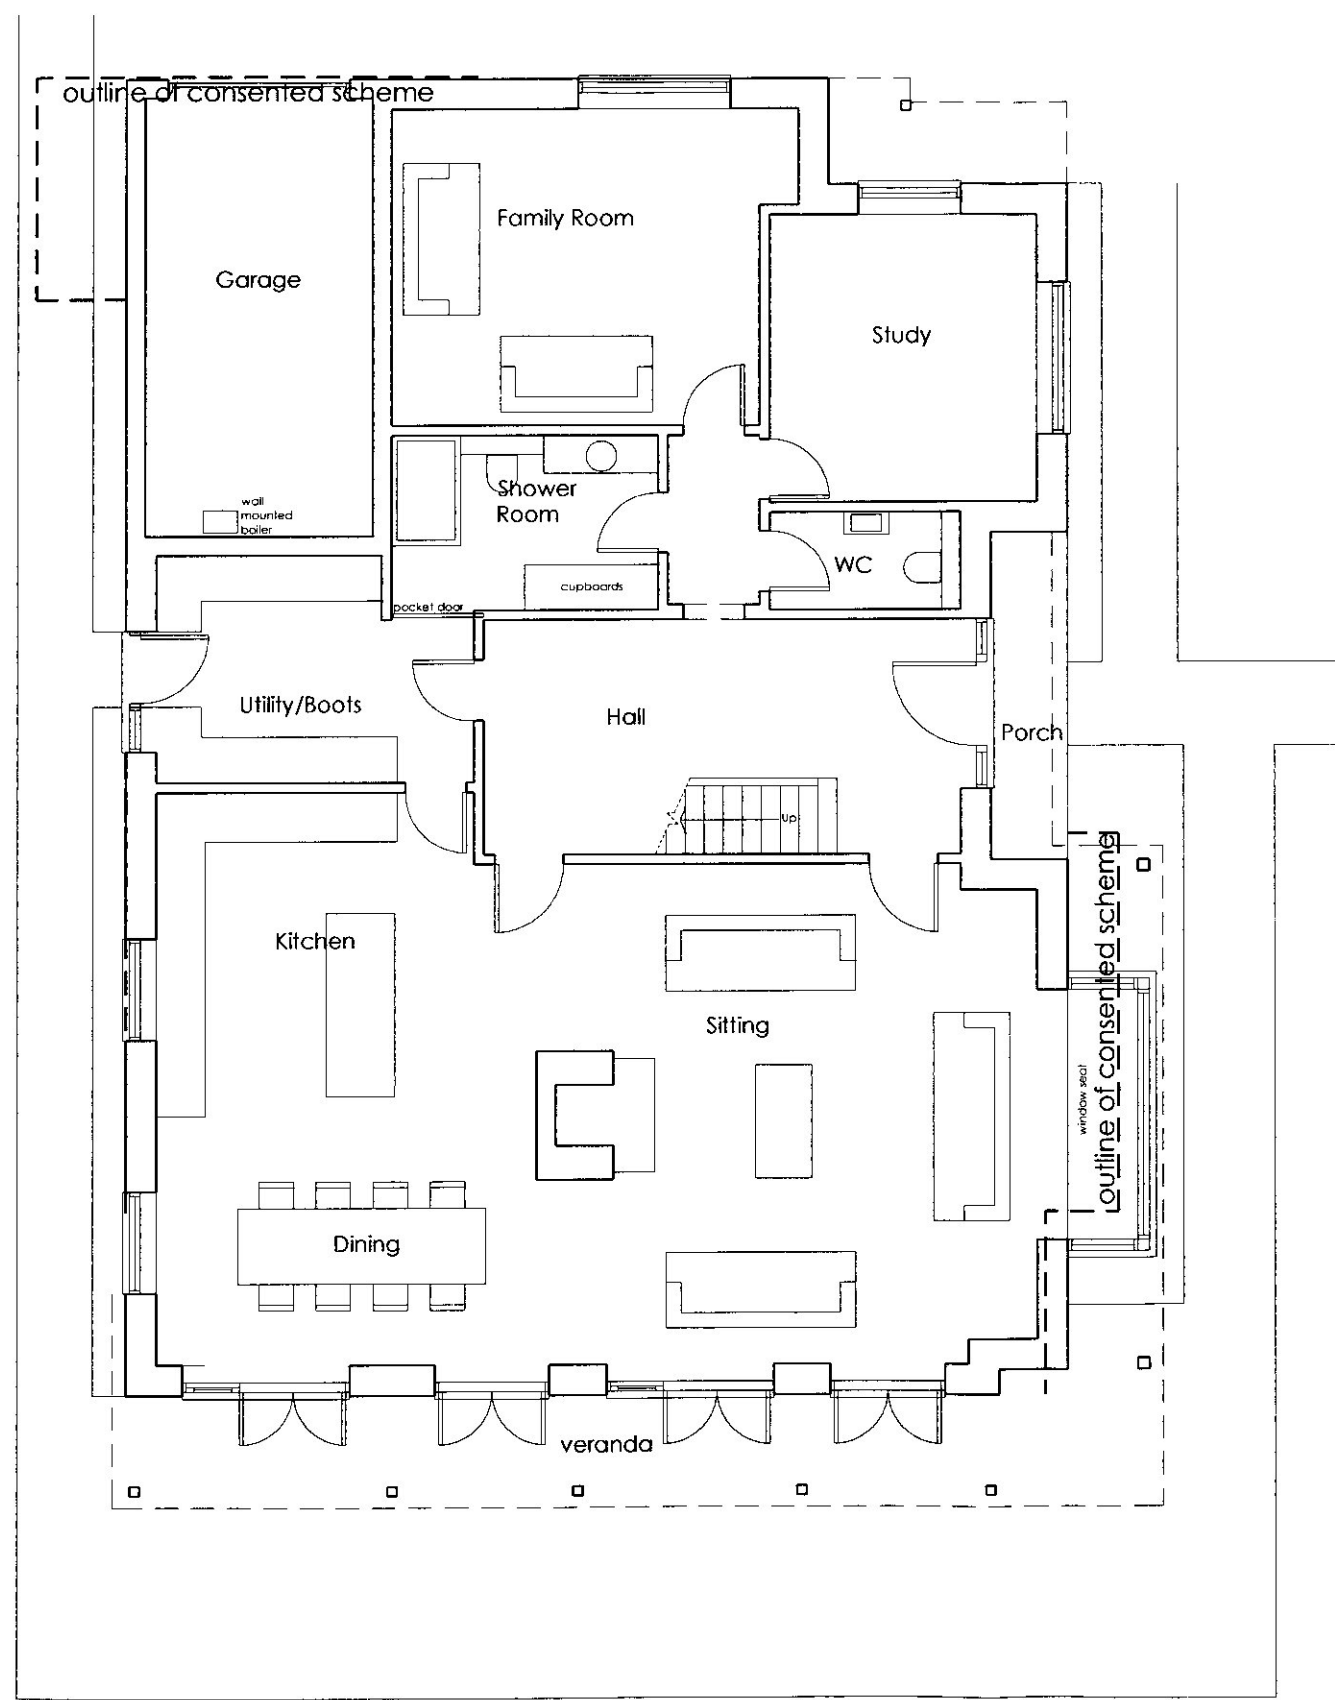 outline of consented scheme
Family Room
Garage
Study
wall
mounted
boiler
Shower
Room
WC
cupboards
pocket door
Utility/Boots
Hall
Porch
Up
Kitchen
Sitting
window seat
outline of consented scheme
Dining
veranda